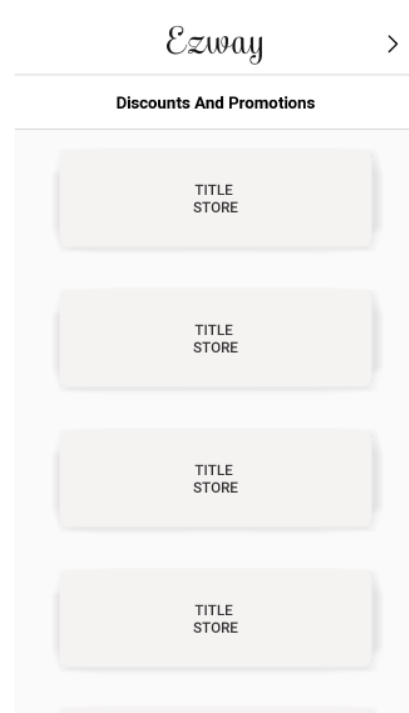 Ezway
Discounts And Promotions
TITLE
STORE
TITLE
STORE
TITLE
STORE
TITLE
STORE